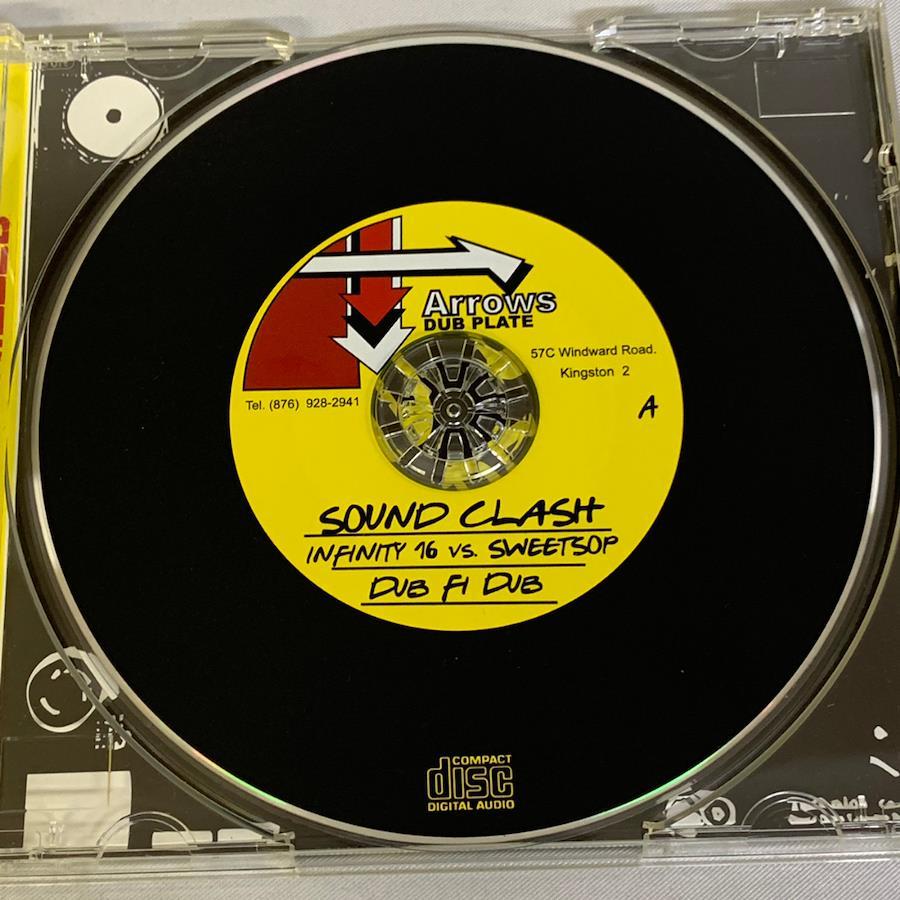 Arrows
DUB PLATE
57C Windward Road.
Kingston 2
Tel. (876) 928-2941
A
SOUND CLASH
INFINITY 16 VS. SWEETSOP
DUB FI DUB
COMPACT
disc
DIGITAL AUDIO